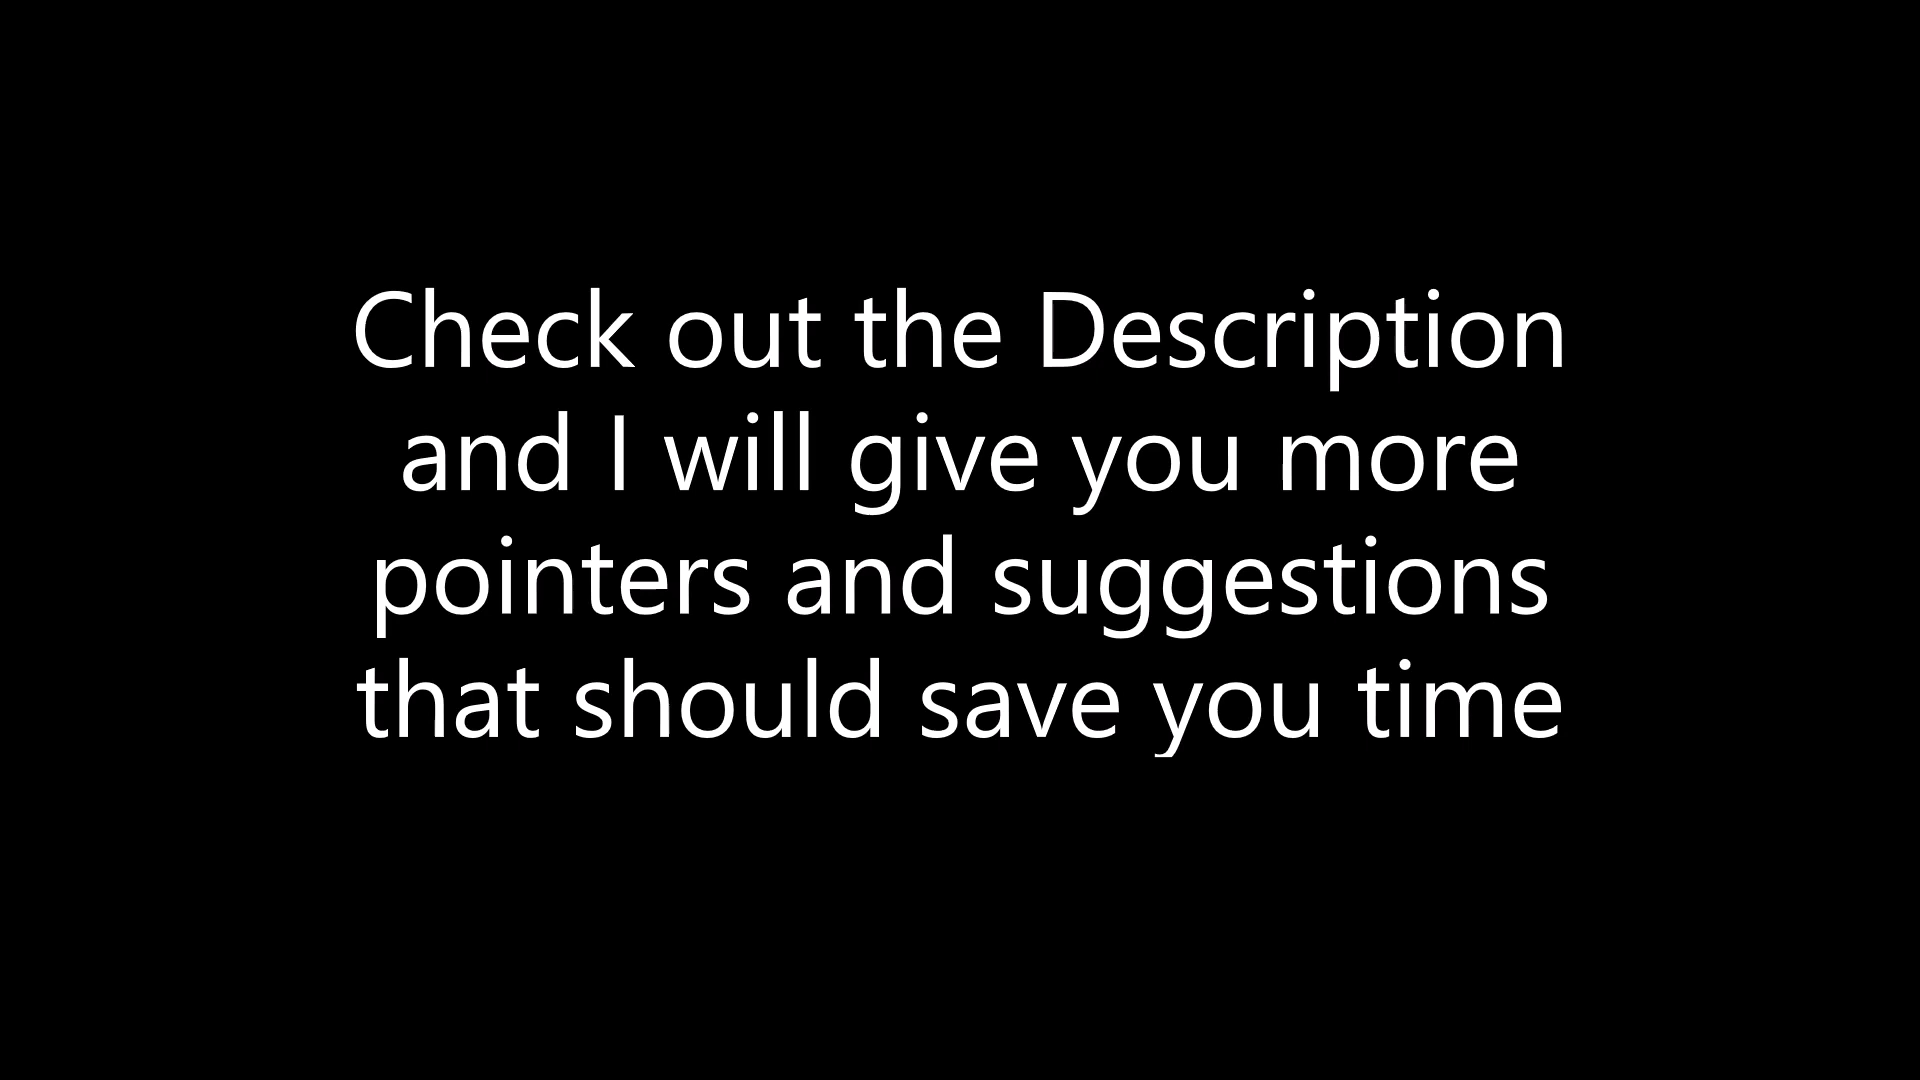 Check out the Description
and I will give you more
pointers and suggestions
that should save you time